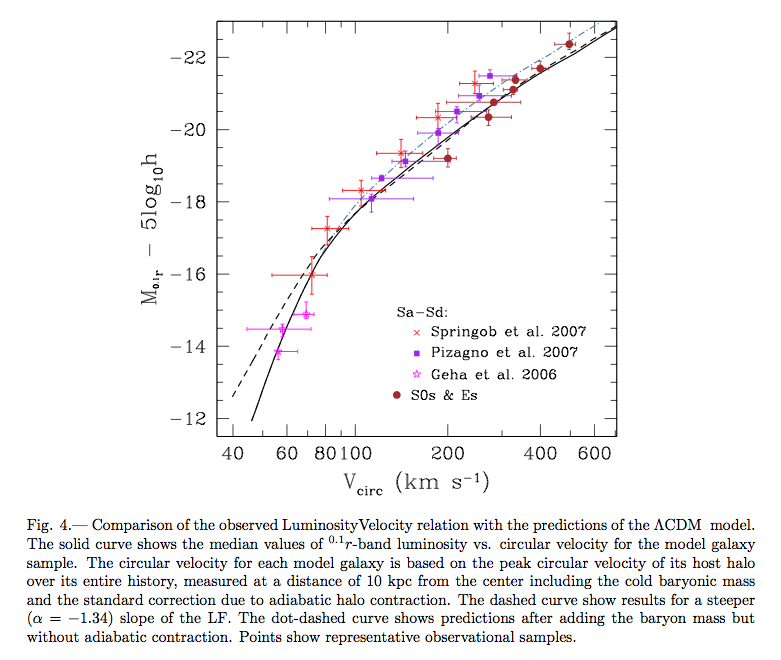 −22
−20
−18
−16
−14
−12
M0.1r − 5log10h
Sa−Sd:
Springob et al. 2007
Pizagno et al. 2007
Geha et al. 2006
S0s & Es
40 60 80 100 200 400 600
Vcirc (km s−1)
Fig. 4.— Comparison of the observed LuminosityVelocity relation with the predictions of the ΛCDM model.
The solid curve shows the median values of 0.1r-band luminosity vs. circular velocity for the model galaxy
sample. The circular velocity for each model galaxy is based on the peak circular velocity of its host halo
over its entire history, measured at a distance of 10 kpc from the center including the cold baryonic mass
and the standard correction due to adiabatic halo contraction. The dashed curve show results for a steeper
(α = −1.34) slope of the LF. The dot-dashed curve shows predictions after adding the baryon mass but
without adiabatic contraction. Points show representative observational samples.